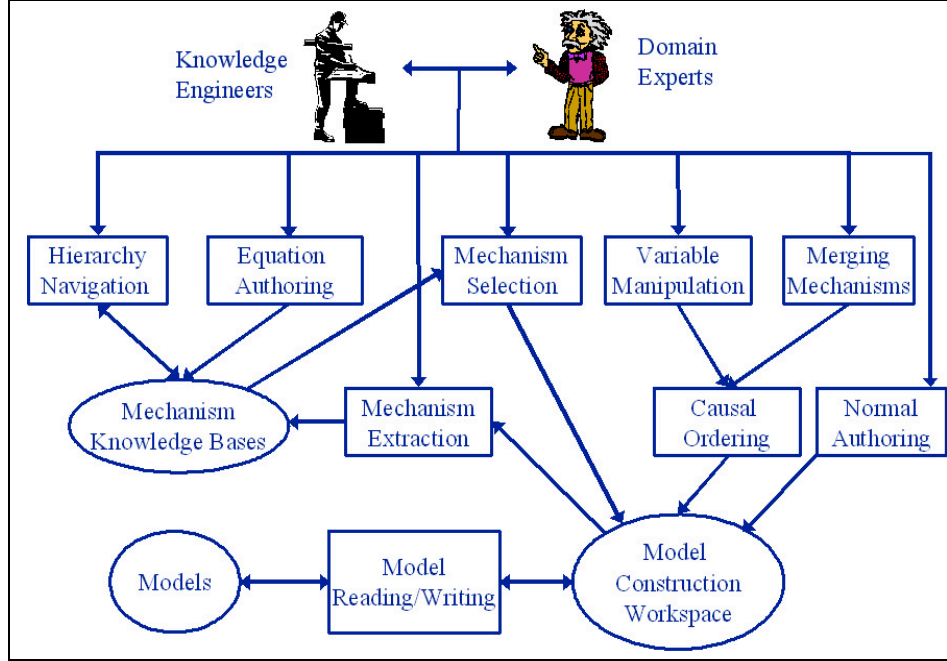 Knowledge
Engineers
Domain
Experts
Hierarchy
Navigation
Equation
Authoring
Mechanism
Selection
Variable
Manipulation
Merging
Mechanisms
Mechanism
Knowledge Bases
Mechanism
Extraction
Causal
Ordering
Normal
Authoring
Models
Model
Reading/Writing
Model
Construction
Workspace